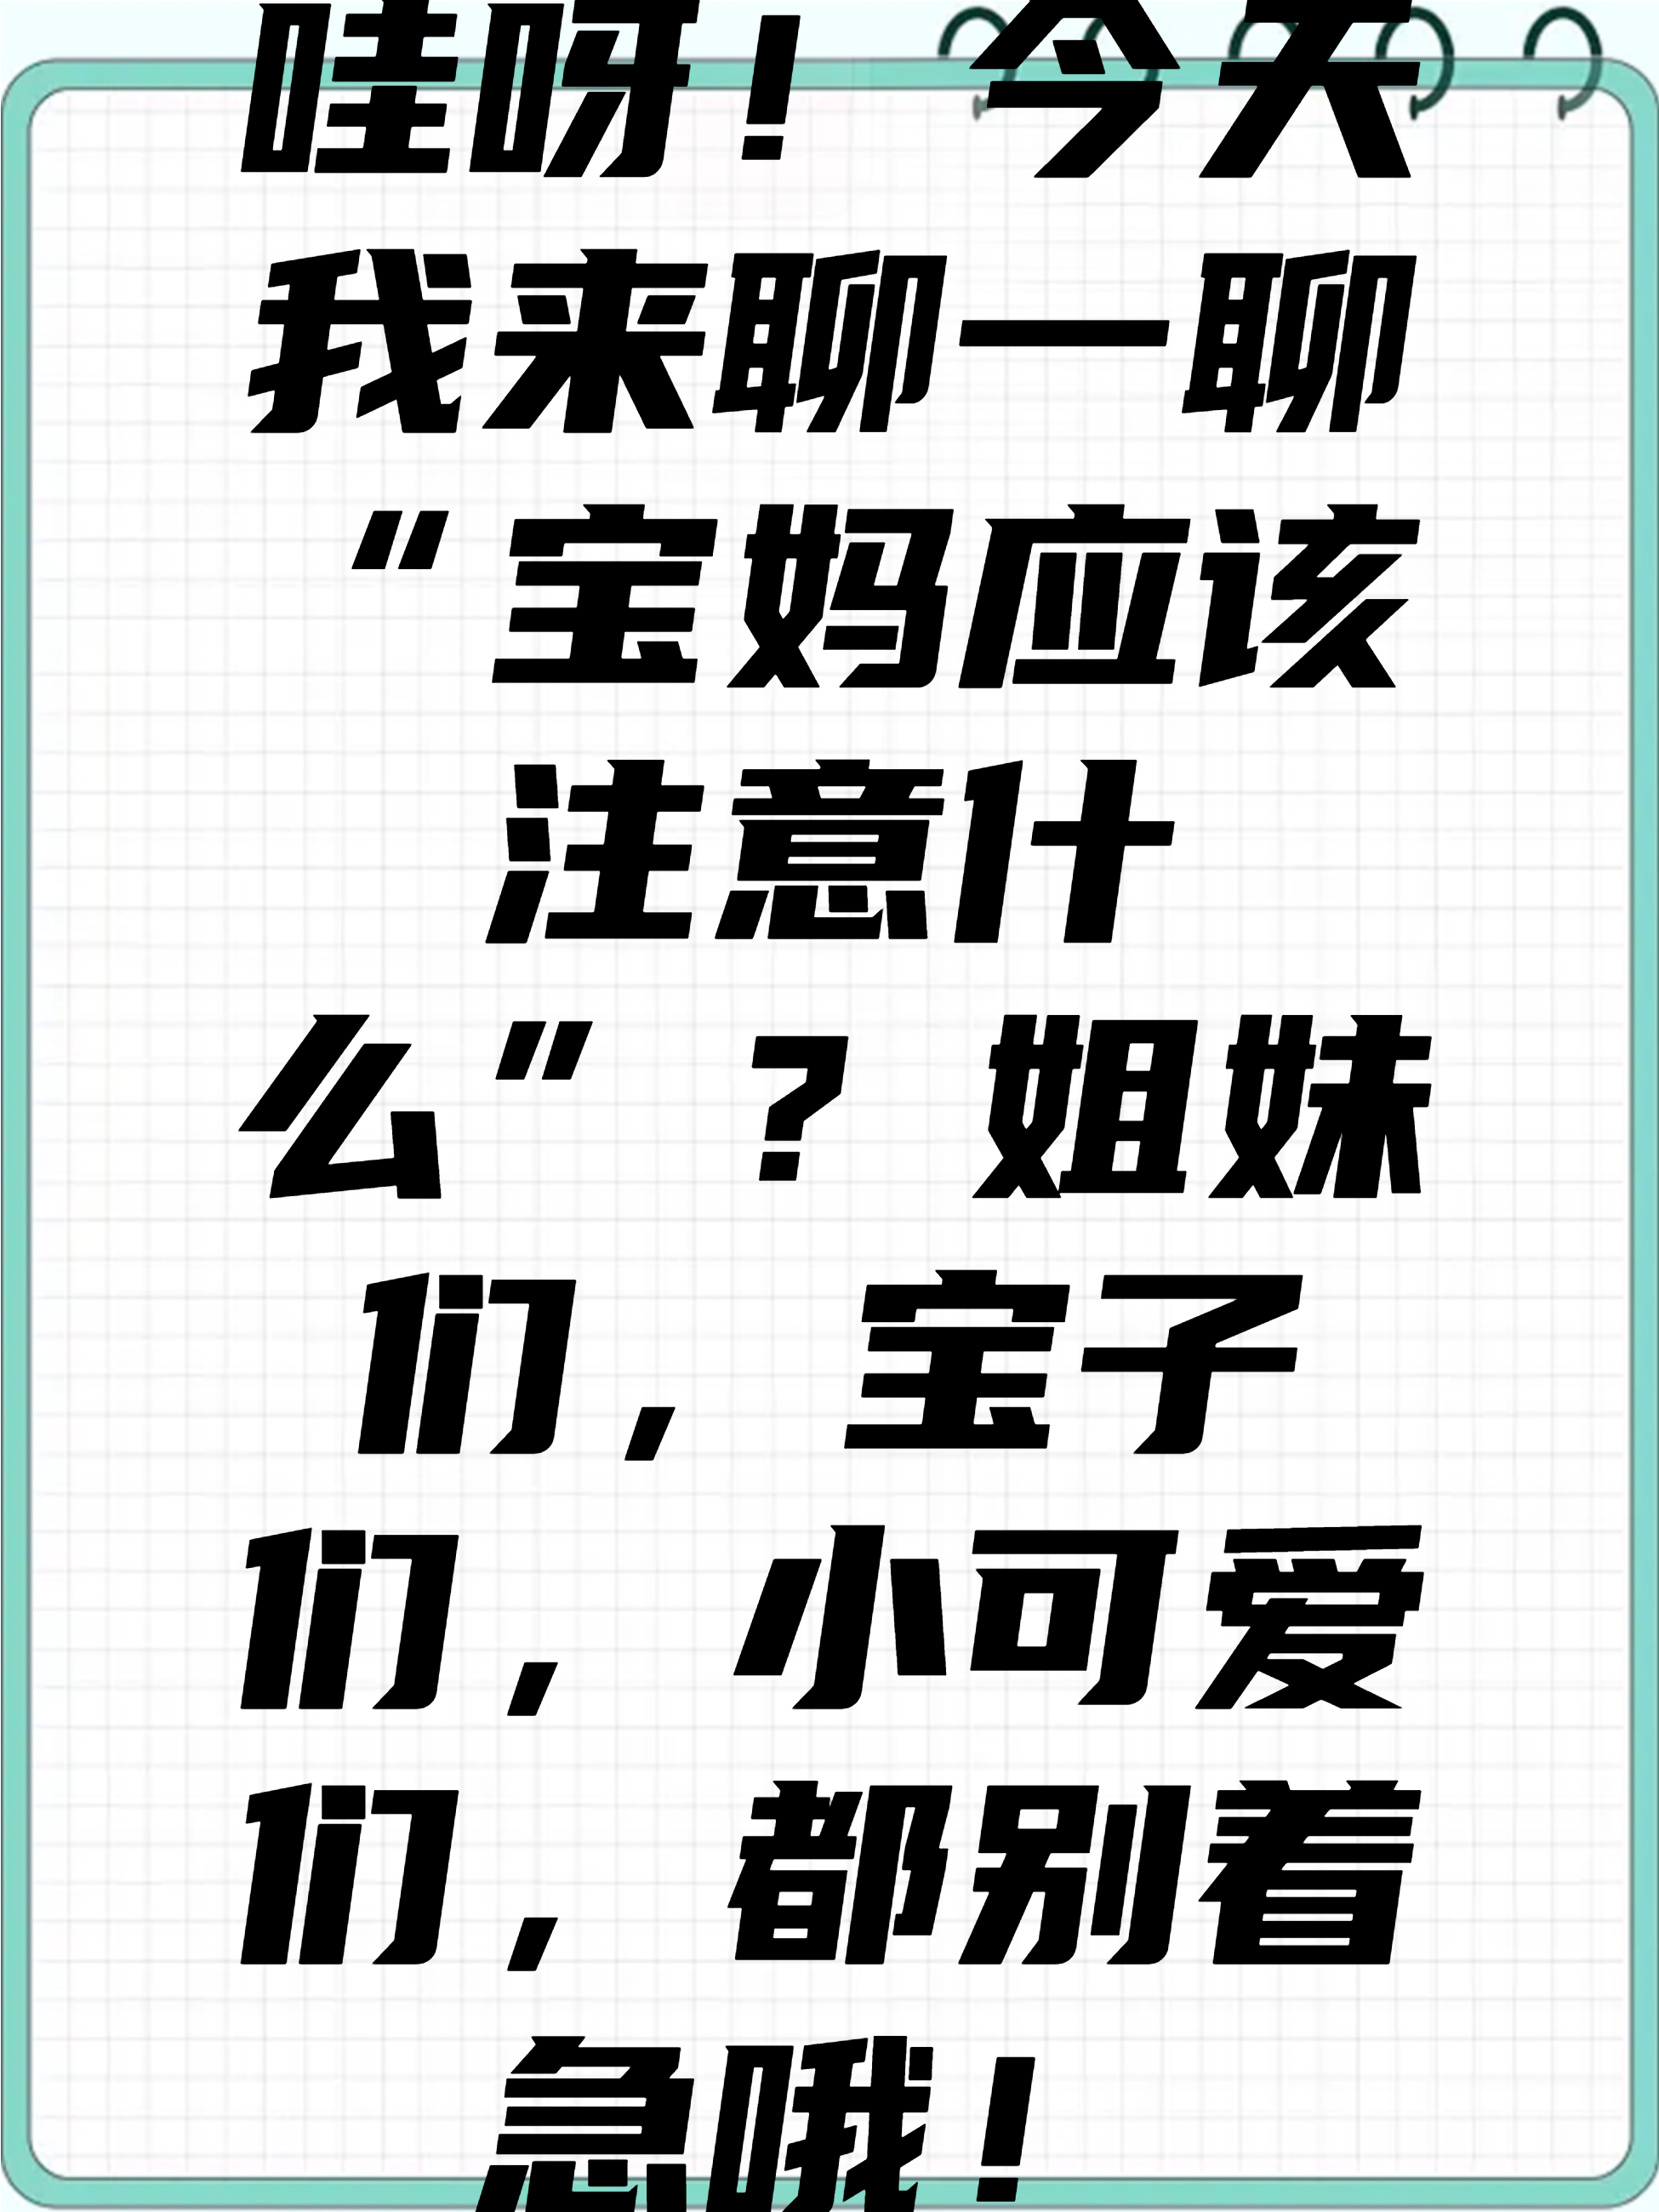 哇呀！今天
我来聊一聊
“宝妈应该
注意什
么”？姐妹
们，宝子
们，小可爱
们，都别着
急哦！